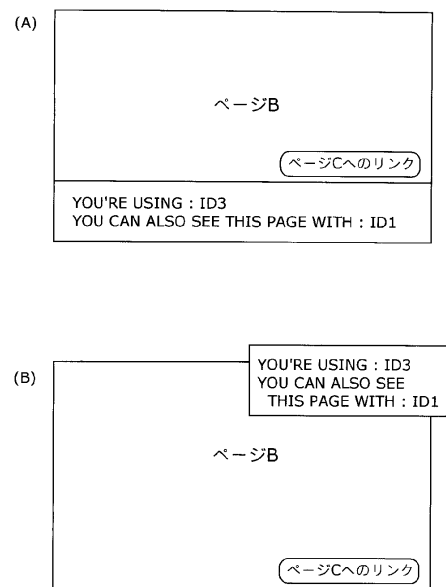 (A)
ページB
ページCへのリンク
YOU'RE USING : ID3
YOU CAN ALSO SEE THIS PAGE WITH : ID1
(B)
YOU'RE USING : ID3
YOU CAN ALSO SEE
THIS PAGE WITH : ID1
ページB
ページCへのリンク